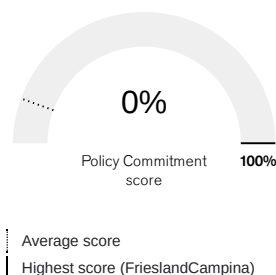 0%
Policy Commitment
score
100%
Average score
Highest score (FrieslandCampina)